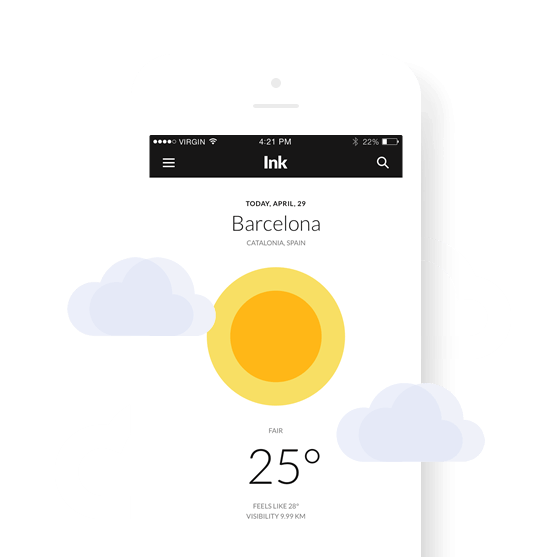 VIRGIN 4:21 PM 22%
Ink
TODAY, APRIL, 29
Barcelona
CATALONIA, SPAIN
FAIR
25°
FEELS LIKE 28°
VISIBILITY 9.99 KM